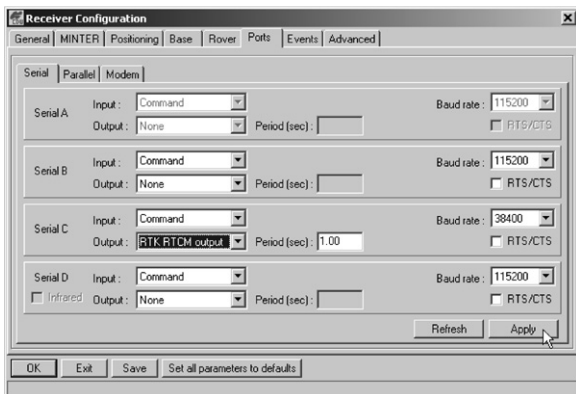 Receiver Configuration
General MINTER Positioning Base Rover Ports Events Advanced
Serial Parallel Modem
Serial A Input : Command Baud rate : 115200
Output : None Period (sec) : RTS/CTS
Serial B Input : Command Baud rate : 115200
Output : None Period (sec) : RTS/CTS
Serial C Input : Command Baud rate : 38400
Output : RTK RTCM output Period (sec) : 1.00 RTS/CTS
Serial D Input : Command Baud rate : 115200
Infrared Output : None Period (sec) : RTS/CTS
Refresh Apply
OK Exit Save Set all parameters to defaults